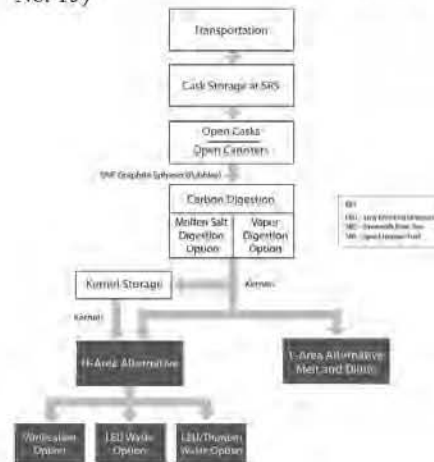 No. 15)
Transportation
Cask Storage at SRS
Open Casks
Open Canisters
SNF Graphite Spheres (Pebbles)
Carbon Digestion
Molten Salt
Digestion
Option
Vapor
Digestion
Option
KEY
SRS - Savannah River Site
SNF - Spent Nuclear Fuel
Kernel Storage
Kernels
Kernels
H-Area Alternative
L-Area Alternative
Melt and Dilute
Vitrification
Option
LEU Waste
Option
LEU/Thorium
Waste Option